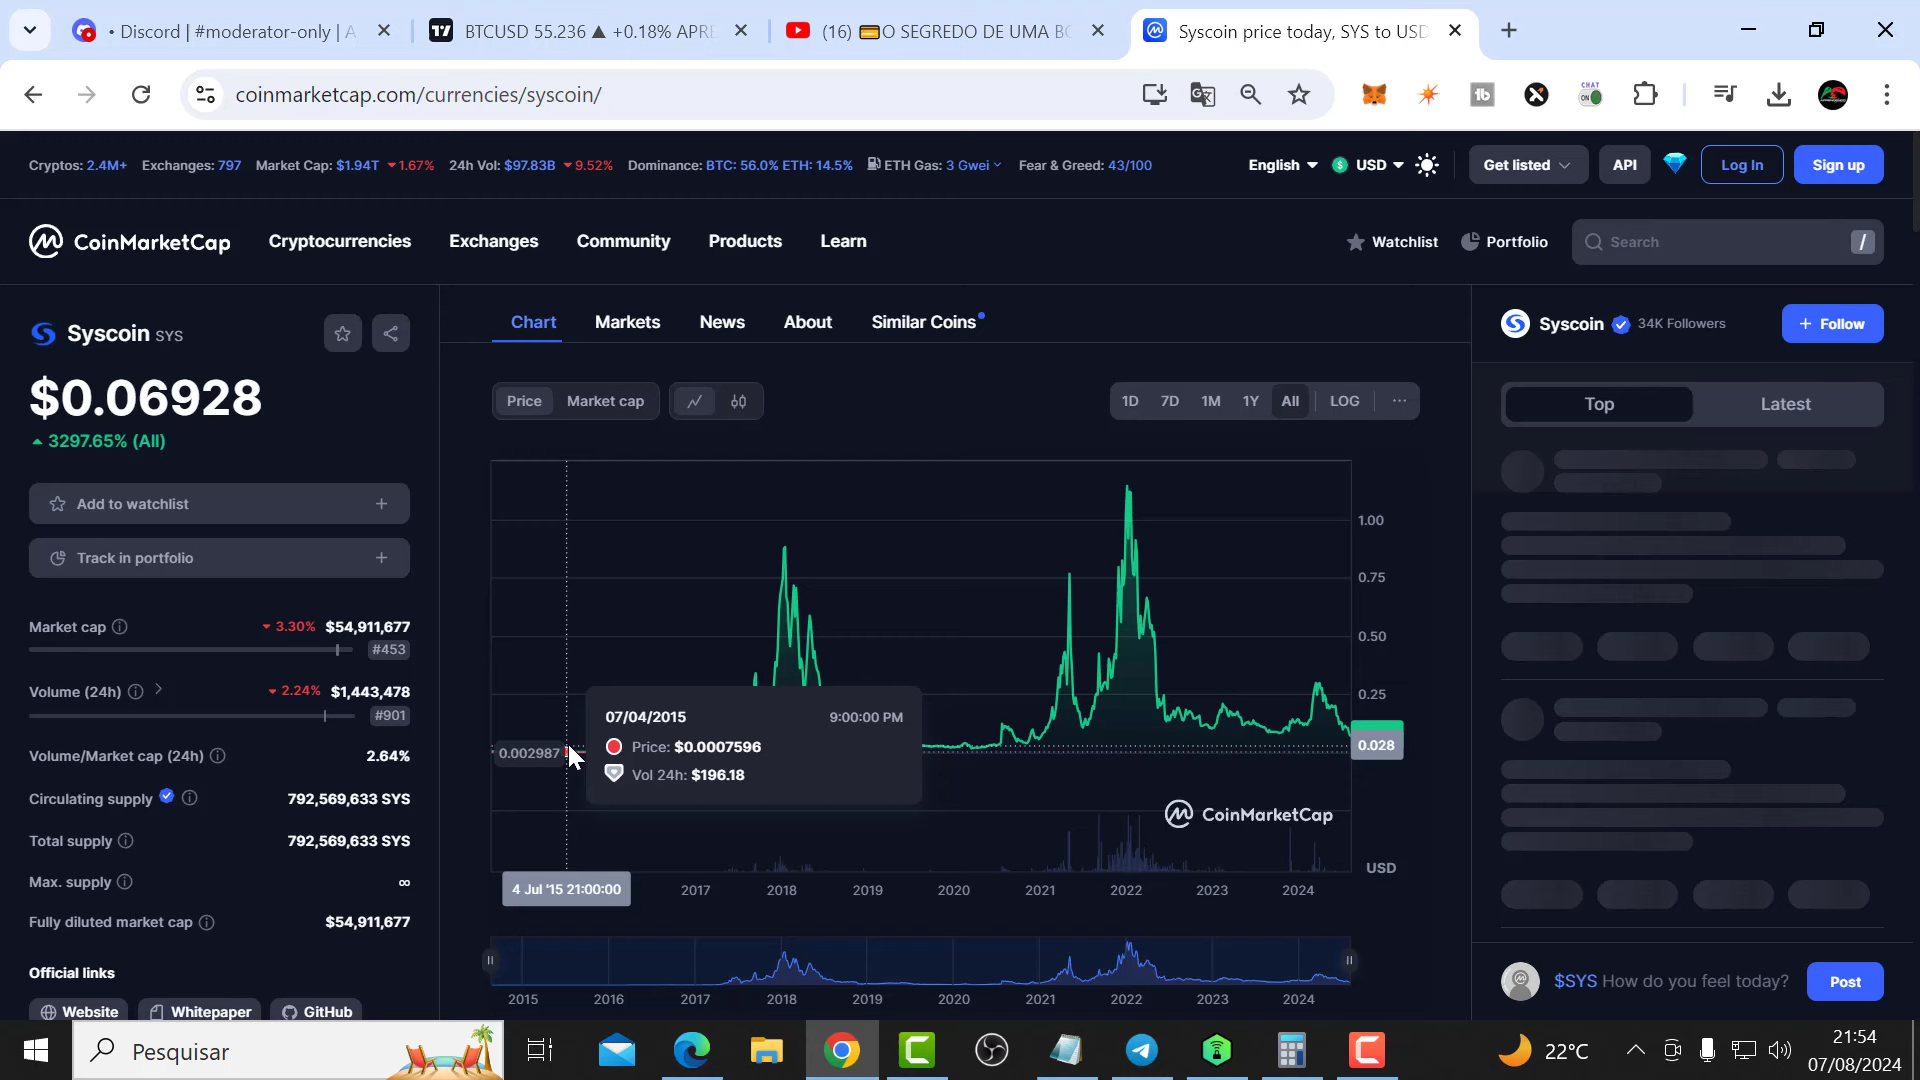 • Discord | #moderator-only | A
BTCUSD 55.236 ▲ +0.18% APRE
(16) 💳O SEGREDO DE UMA BO
Syscoin price today, SYS to USD
coinmarketcap.com/currencies/syscoin/
CHAT ON
Cryptos: 2.4M+ Exchanges: 797 Market Cap: $1.94T 1.67% 24h Vol: $97.83B 9.52% Dominance: BTC: 56.0% ETH: 14.5% ETH Gas: 3 Gwei Fear & Greed: 43/100
English USD Get listed API Log In Sign up
CoinMarketCap Cryptocurrencies Exchanges Community Products Learn
Watchlist Portfolio Search /
Syscoin SYS
$0.06928
3297.65% (All)
Add to watchlist +
Track in portfolio +
Market cap 3.30% $54,911,677
#453
Volume (24h) 2.24% $1,443,478
#901
Volume/Market cap (24h) 2.64%
Circulating supply 792,569,633 SYS
Total supply 792,569,633 SYS
Max. supply ∞
Fully diluted market cap $54,911,677
Official links
Website Whitepaper GitHub
Chart Markets News About Similar Coins
Price Market cap
1D 7D 1M 1Y All LOG ...
1.00
0.75
0.50
0.25
0.028
0.002987
07/04/2015 9:00:00 PM
Price: $0.0007596
Vol 24h: $196.18
CoinMarketCap
USD
4 Jul '15 21:00:00 2017 2018 2019 2020 2021 2022 2023 2024
2015 2016 2017 2018 2019 2020 2021 2022 2023 2024
Syscoin 34K Followers + Follow
Top Latest
$SYS How do you feel today? Post
Pesquisar
22°C
21:54
07/08/2024